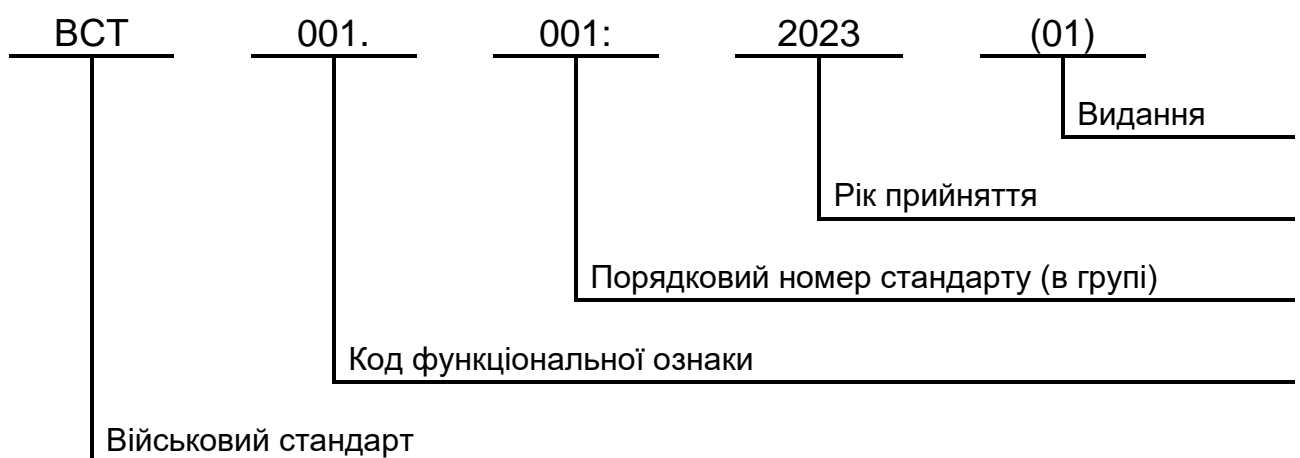 ВСТ 001. 001: 2023 (01)
Видання
Рік прийняття
Порядковий номер стандарту (в групі)
Код функціональної ознаки
Військовий стандарт